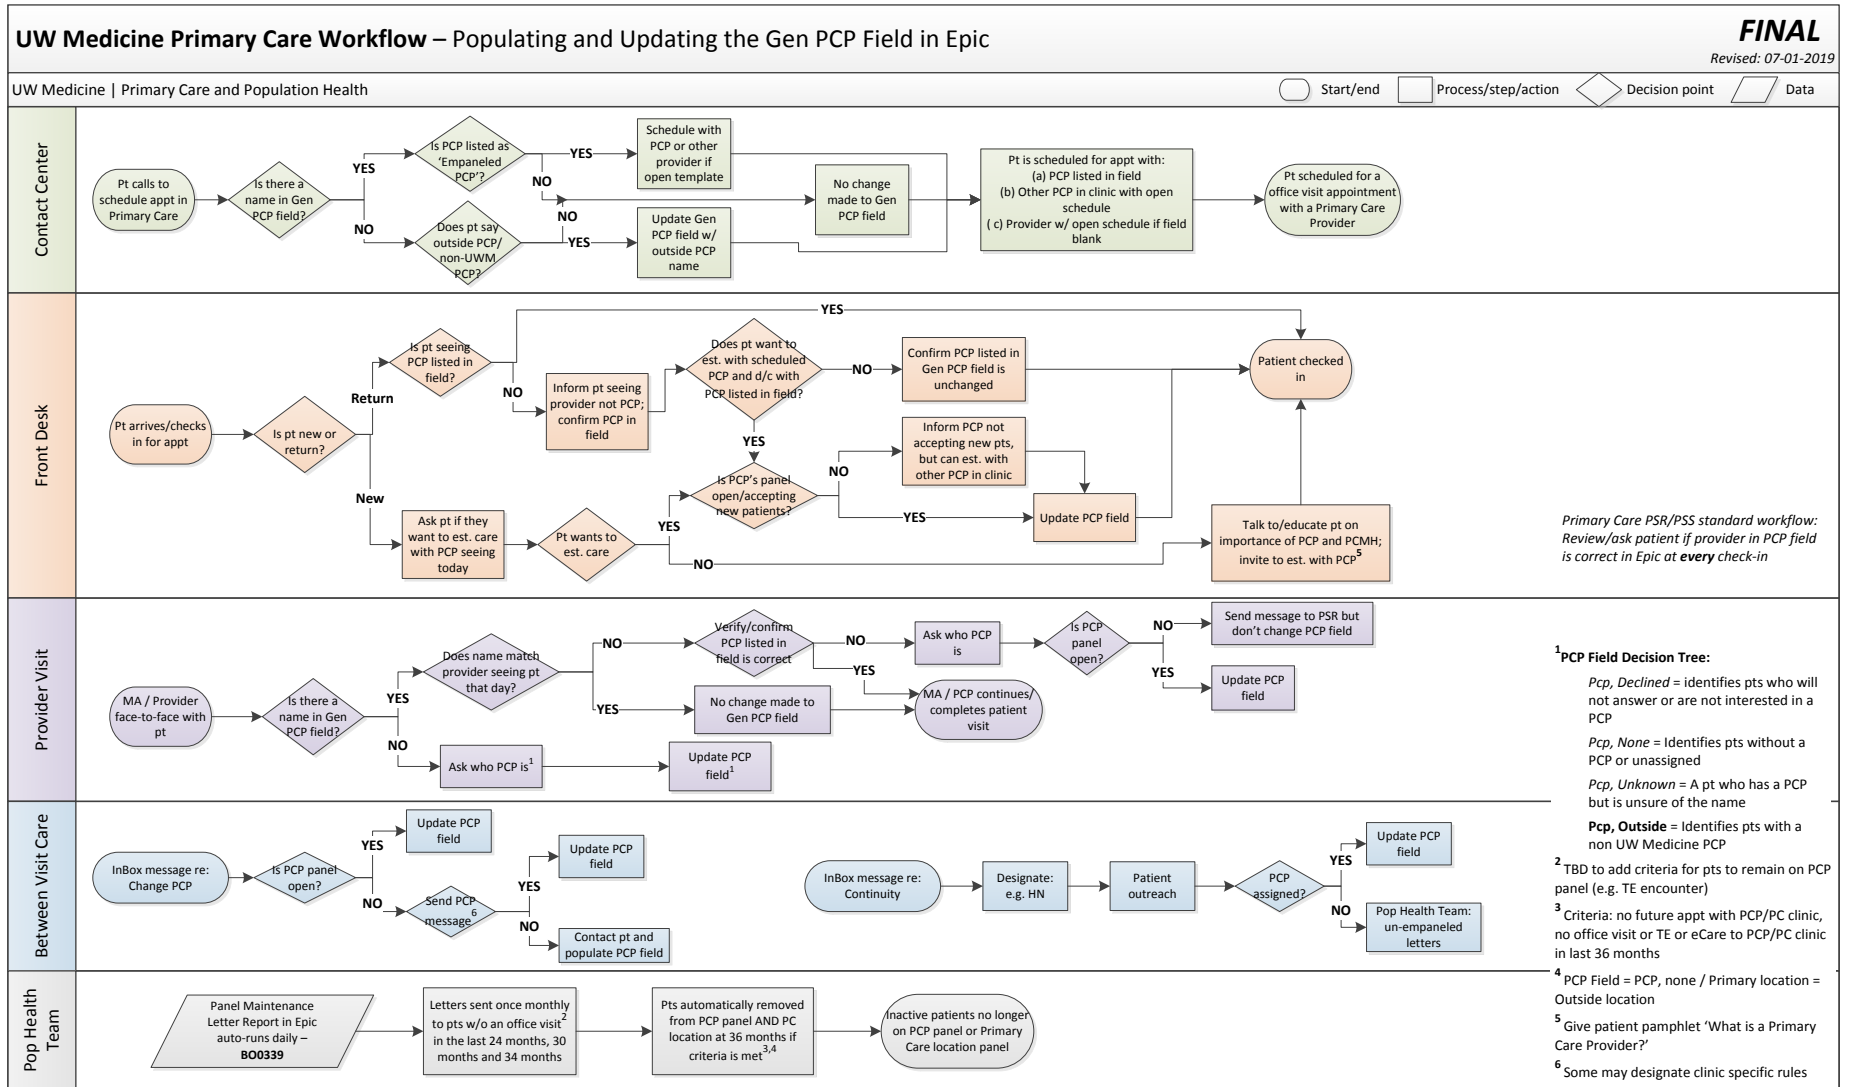 UW Medicine Primary Care Workflow – Populating and Updating the Gen PCP Field in Epic
FINAL
Revised: 07-01-2019
UW Medicine | Primary Care and Population Health
Start/end
Process/step/action
Decision point
Data
Contact Center
Pt calls to
schedule appt in
Primary Care
Is there a
name in Gen
PCP field?
YES
NO
Is PCP listed as
‘Empaneled
PCP’?
YES
NO
Does pt say
outside PCP/
non-UWM
PCP?
NO
YES
Schedule with
PCP or other
provider if
open template
Update Gen
PCP field w/
outside PCP
name
No change
made to Gen
PCP field
Pt is scheduled for appt with:
(a) PCP listed in field
(b) Other PCP in clinic with open
schedule
( c) Provider w/ open schedule if field
blank
Pt scheduled for a
office visit appointment
with a Primary Care
Provider
Front Desk
Pt arrives/checks
in for appt
Is pt new or
return?
Return
New
Is pt seeing
PCP listed in
field?
YES
NO
Inform pt seeing
provider not PCP;
confirm PCP in
field
Does pt want to
est. with scheduled
PCP and d/c with
PCP listed in field?
NO
YES
Confirm PCP listed in
Gen PCP field is
unchanged
Patient checked
in
Ask pt if they
want to est. care
with PCP seeing
today
Pt wants to
est. care
YES
NO
Is PCP’s panel
open/accepting
new patients?
NO
YES
Inform PCP not
accepting new pts,
but can est. with
other PCP in clinic
Update PCP field
Talk to/educate pt on
importance of PCP and PCMH;
invite to est. with PCP5
Primary Care PSR/PSS standard workflow:
Review/ask patient if provider in PCP field
is correct in Epic at every check-in
Provider Visit
MA / Provider
face-to-face with
pt
Is there a
name in Gen
PCP field?
YES
NO
Does name match
provider seeing pt
that day?
NO
YES
Verify/confirm
PCP listed in
field is correct
NO
YES
Ask who PCP
is
Is PCP
panel
open?
NO
YES
Send message to PSR but
don’t change PCP field
Update PCP
field
No change made to
Gen PCP field
MA / PCP continues/
completes patient
visit
Ask who PCP is1
Update PCP
field1
Between Visit Care
InBox message re:
Change PCP
Is PCP panel
open?
YES
NO
Update PCP
field
Send PCP
message6
YES
NO
Update PCP
field
Contact pt and
populate PCP field
InBox message re:
Continuity
Designate:
e.g. HN
Patient
outreach
PCP
assigned?
YES
NO
Update PCP
field
Pop Health Team:
un-empaneled
letters
Pop Health
Team
Panel Maintenance
Letter Report in Epic
auto-runs daily –
BO0339
Letters sent once monthly
to pts w/o an office visit2
in the last 24 months, 30
months and 34 months
Pts automatically removed
from PCP panel AND PC
location at 36 months if
criteria is met3,4
Inactive patients no longer
on PCP panel or Primary
Care location panel
1PCP Field Decision Tree:
Pcp, Declined = identifies pts who will
not answer or are not interested in a
PCP
Pcp, None = Identifies pts without a
PCP or unassigned
Pcp, Unknown = A pt who has a PCP
but is unsure of the name
Pcp, Outside = Identifies pts with a
non UW Medicine PCP
2 TBD to add criteria for pts to remain on PCP
panel (e.g. TE encounter)
3 Criteria: no future appt with PCP/PC clinic,
no office visit or TE or eCare to PCP/PC clinic
in last 36 months
4 PCP Field = PCP, none / Primary location =
Outside location
5 Give patient pamphlet ‘What is a Primary
Care Provider?’
6 Some may designate clinic specific rules